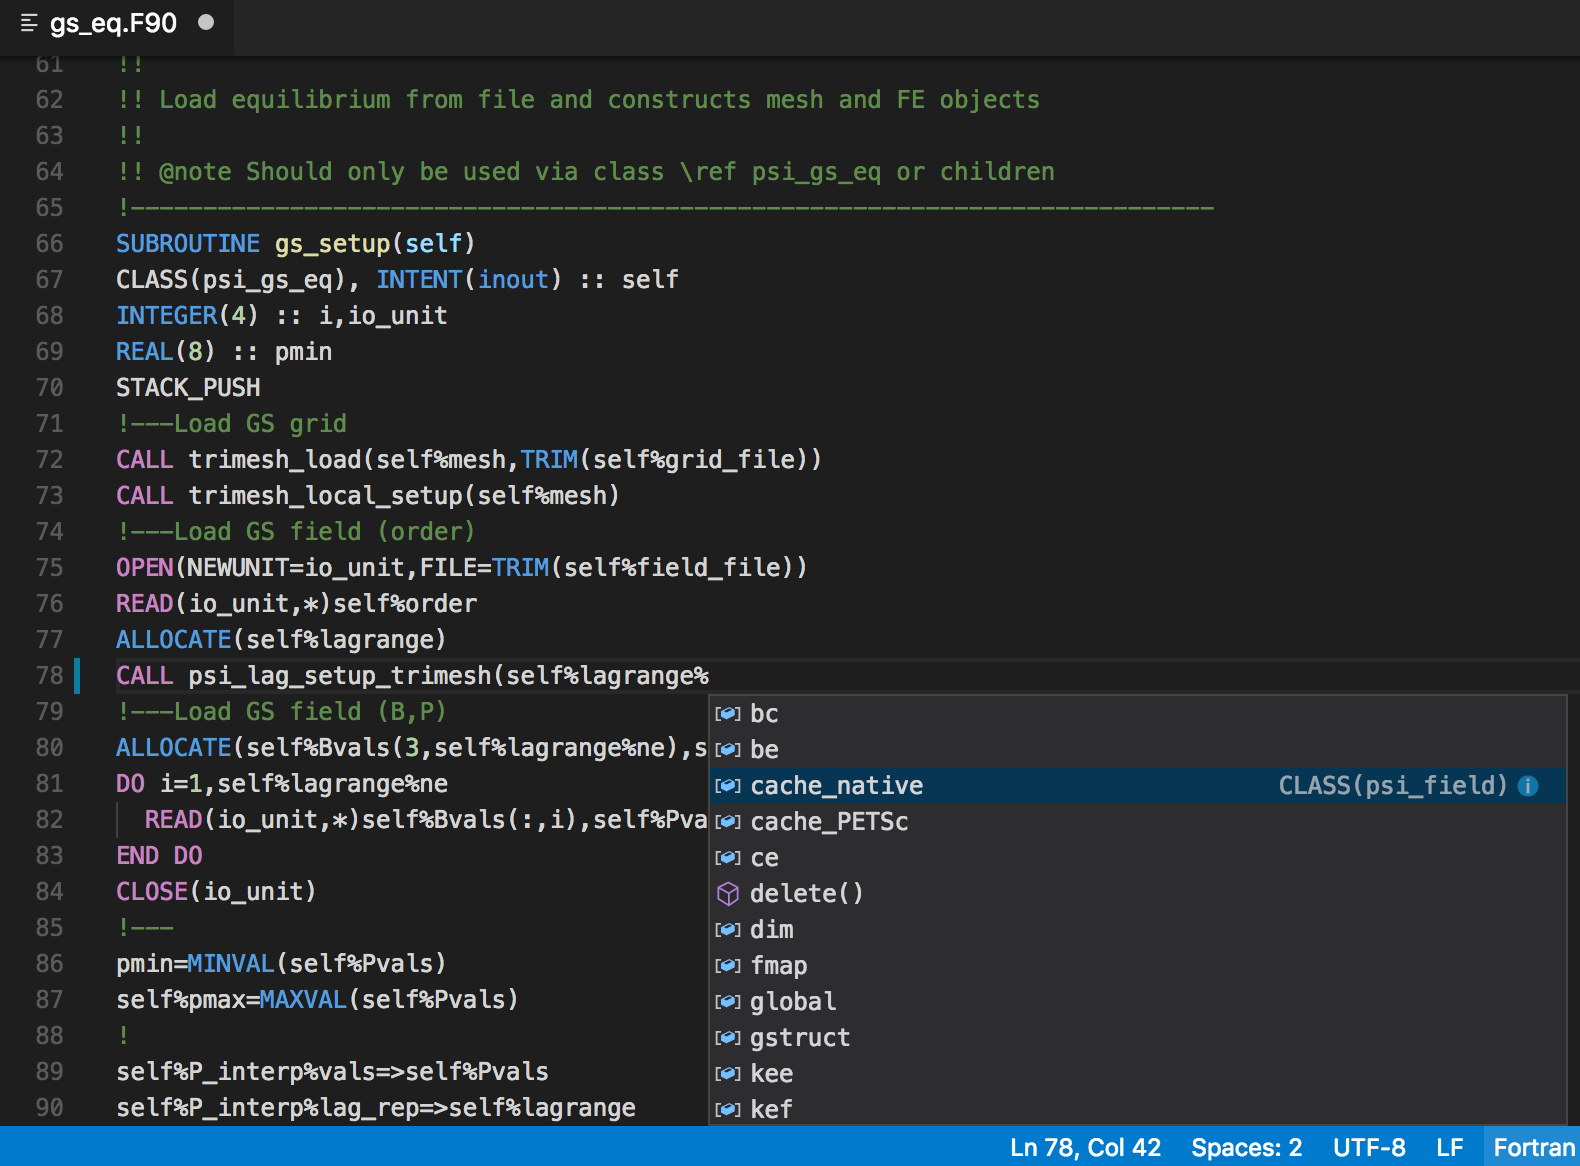 gs_eq.F90
61 !!
62 !! Load equilibrium from file and constructs mesh and FE objects
63 !!
64 !! @note Should only be used via class \ref psi_gs_eq or children
65 !---------------------------------------------------------------------------
66 SUBROUTINE gs_setup(self)
67 CLASS(psi_gs_eq), INTENT(inout) :: self
68 INTEGER(4) :: i,io_unit
69 REAL(8) :: pmin
70 STACK_PUSH
71 !---Load GS grid
72 CALL trimesh_load(self%mesh,TRIM(self%grid_file))
73 CALL trimesh_local_setup(self%mesh)
74 !---Load GS field (order)
75 OPEN(NEWUNIT=io_unit,FILE=TRIM(self%field_file))
76 READ(io_unit,*)self%order
77 ALLOCATE(self%lagrange)
78 CALL psi_lag_setup_trimesh(self%lagrange%
79 !---Load GS field (B,P)
80 ALLOCATE(self%Bvals(3,self%lagrange%ne),s
81 DO i=1,self%lagrange%ne
82 READ(io_unit,*)self%Bvals(:,i),self%Pva
83 END DO
84 CLOSE(io_unit)
85 !---
86 pmin=MINVAL(self%Pvals)
87 self%pmax=MAXVAL(self%Pvals)
88 !
89 self%P_interp%vals=>self%Pvals
90 self%P_interp%lag_rep=>self%lagrange
bc
be
cache_native CLASS(psi_field)
cache_PETSc
ce
delete()
dim
fmap
global
gstruct
kee
kef
Ln 78, Col 42 Spaces: 2 UTF-8 LF Fortran